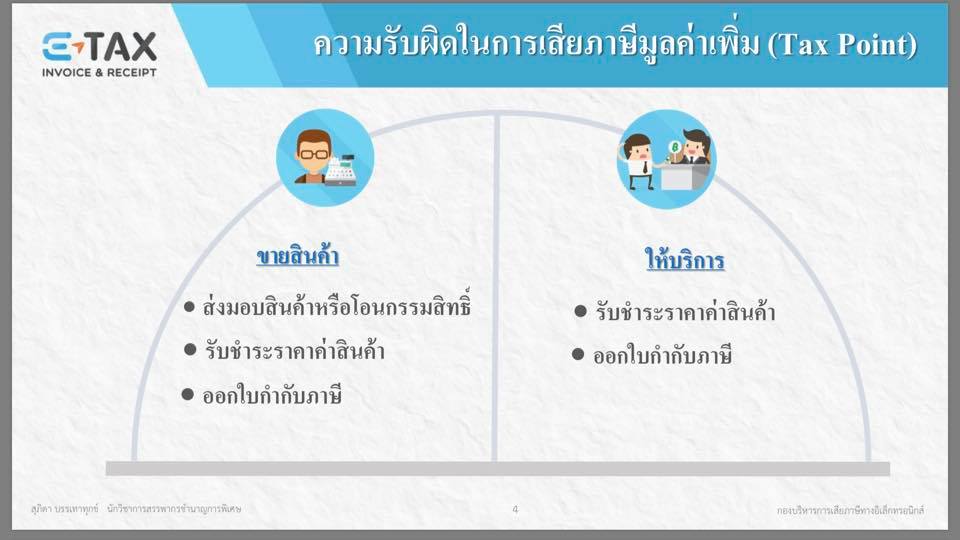 E-TAX
INVOICE & RECEIPT
ความรับผิดในการเสียภาษีมูลค่าเพิ่ม (Tax Point)
ขายสินค้า
● ส่งมอบสินค้าหรือโอนกรรมสิทธิ์
● รับชำระราคาค่าสินค้า
● ออกใบกำกับภาษี
ให้บริการ
● รับชำระราคาค่าสินค้า
● ออกใบกำกับภาษี
สุภิตา บรรเทาทุกข์ นักวิชาการสรรพากรชำนาญการพิเศษ
4
กองบริหารการเสียภาษีทางอิเล็กทรอนิกส์